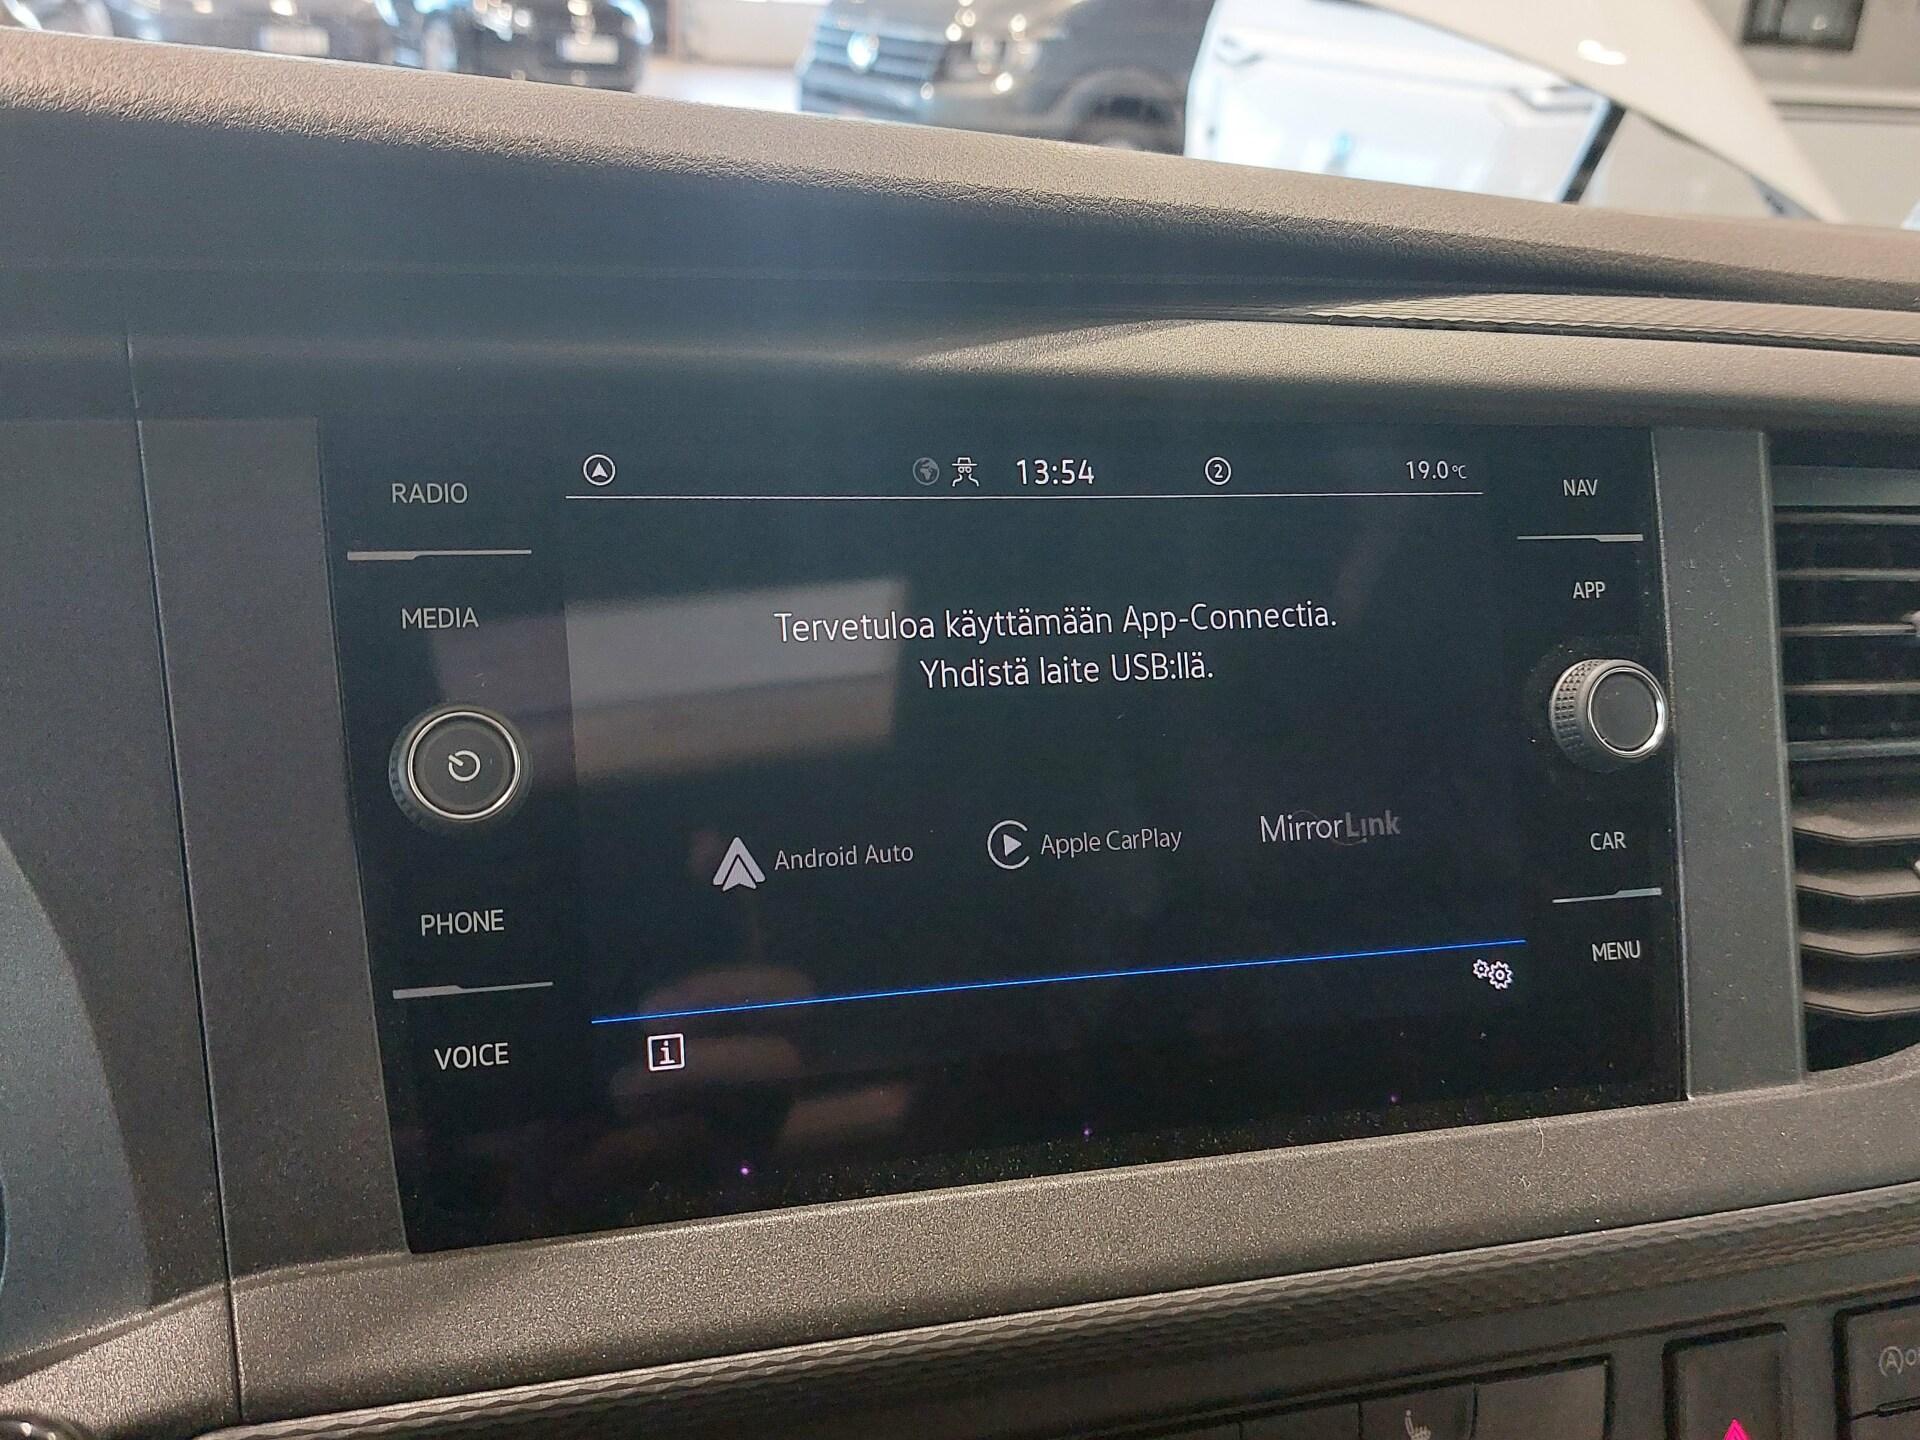 RADIO
MEDIA
PHONE
VOICE
13:54
2
19.0°C
Tervetuloa käyttämään App-Connectia.
Yhdistä laite USB:llä.
Android Auto
Apple CarPlay
MirrorLink
i
NAV
APP
CAR
MENU
A